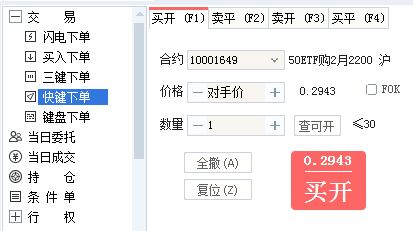 交 易
闪电下单
买入下单
三键下单
快键下单
键盘下单
当日委托
当日成交
持 仓
条 件 单
行 权
买开 (F1) 卖平 (F2) 卖开 (F3) 买平 (F4)
合约 10001649 50ETF购2月2200 沪
价格 － 对手价 ＋ 0.2943 FOK
数量 － 1 ＋ 查可开 ≤30
全撤(A)
复位(Z)
0.2943
买开